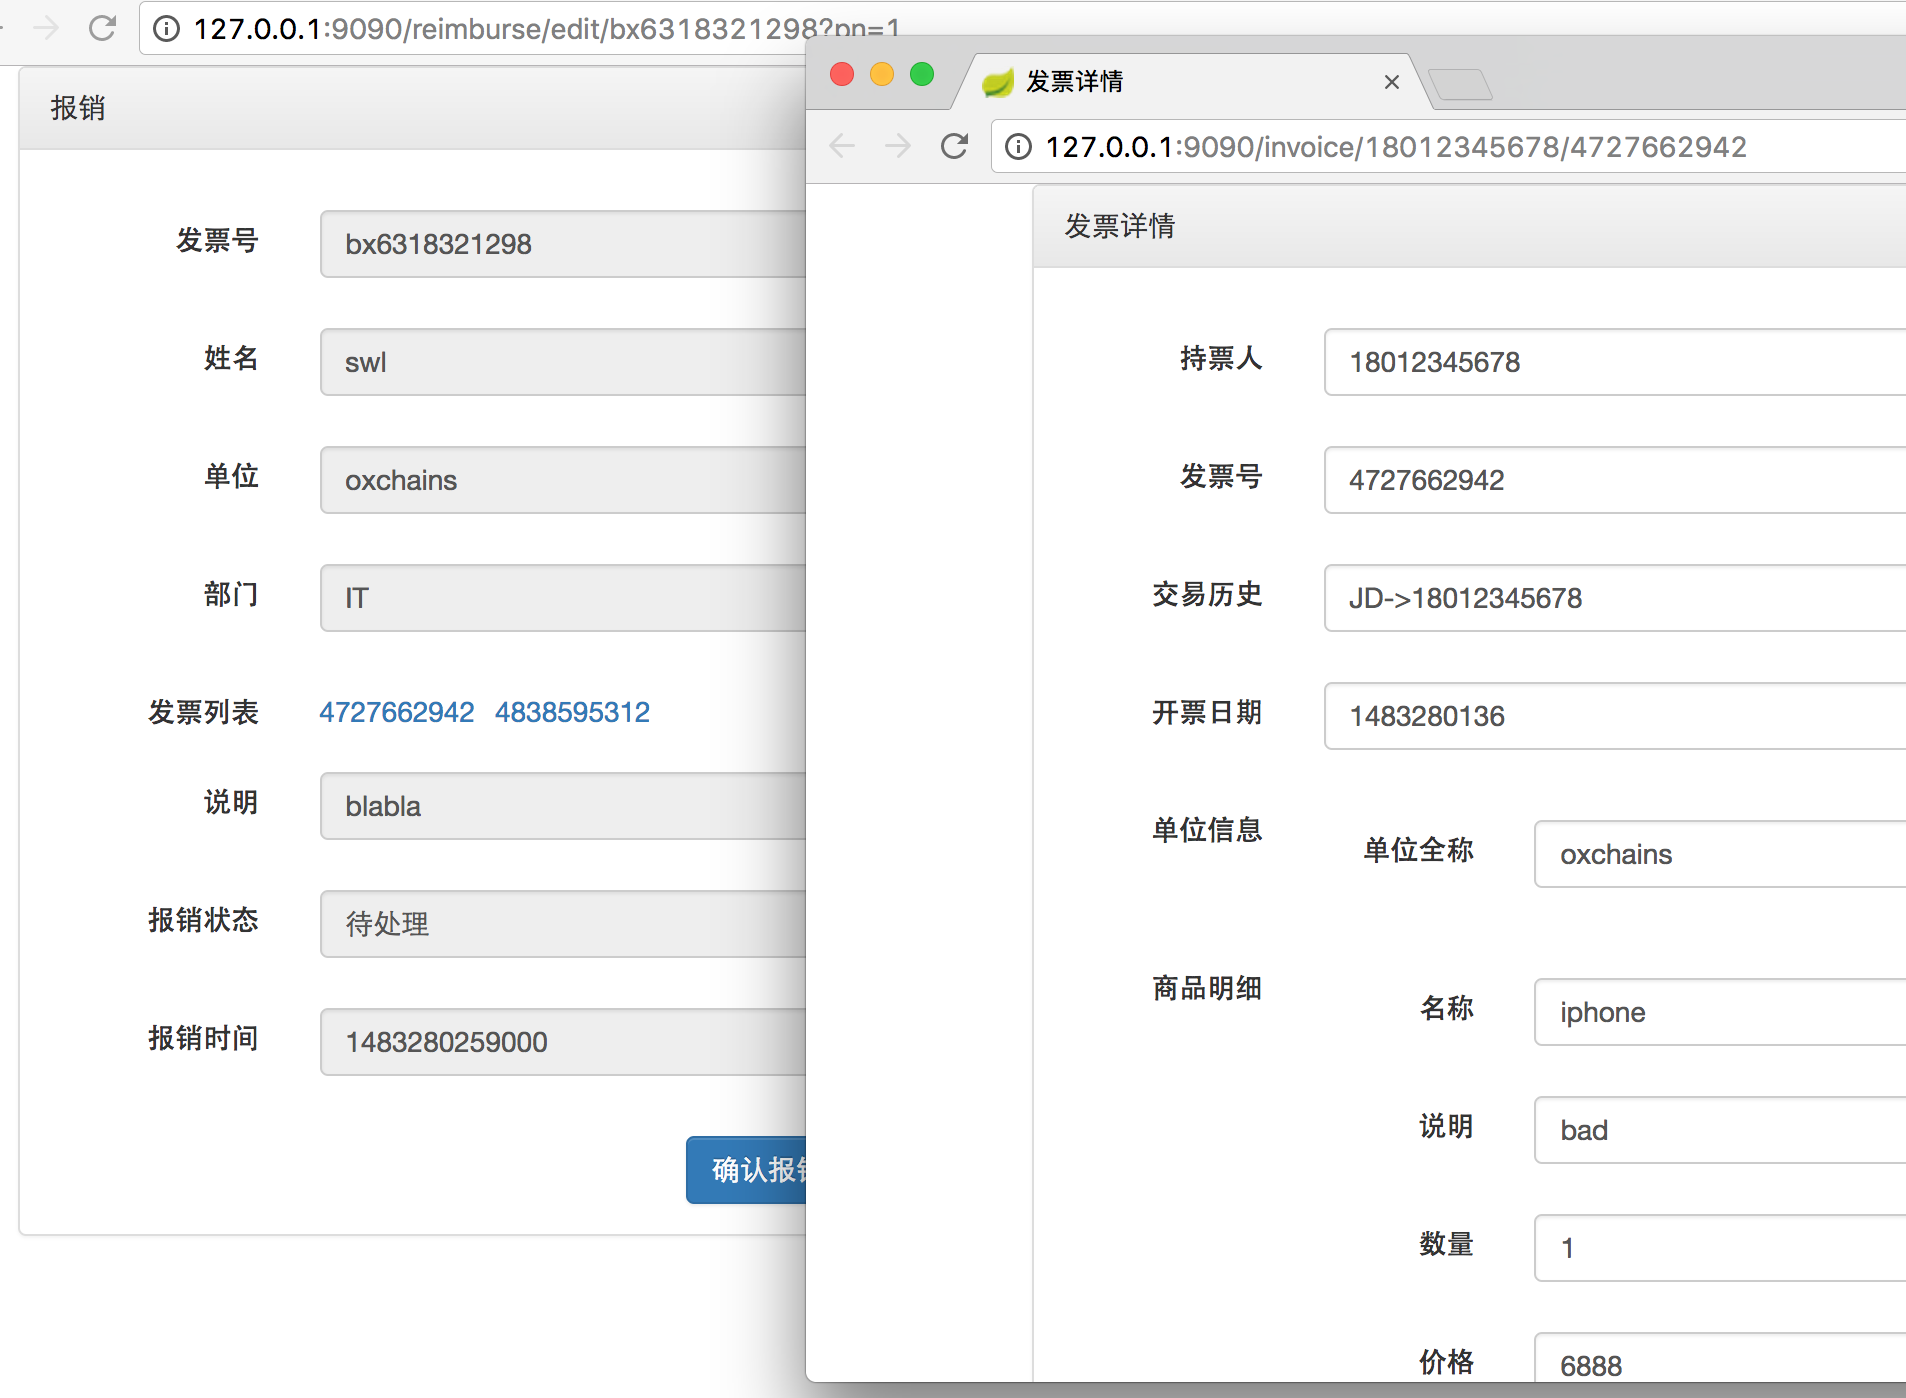 127.0.0.1:9090/reimburse/edit/bx6318321298?pn=1
报销
发票号 bx6318321298
姓名 swl
单位 oxchains
部门 IT
发票列表 4727662942 4838595312
说明 blabla
报销状态 待处理
报销时间 1483280259000
确认报销
发票详情
127.0.0.1:9090/invoice/18012345678/4727662942
发票详情
持票人 18012345678
发票号 4727662942
交易历史 JD->18012345678
开票日期 1483280136
单位信息 单位全称 oxchains
商品明细 名称 iphone
说明 bad
数量 1
价格 6888